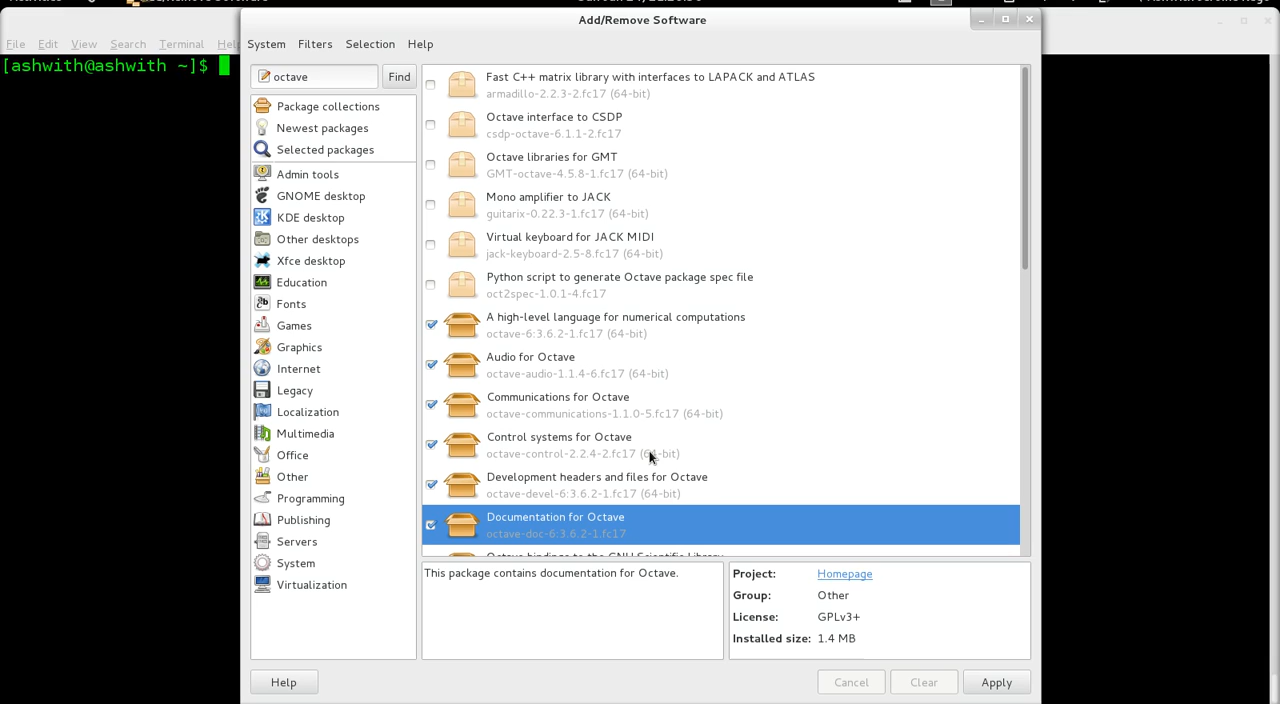 Add/Remove Software
File Edit View Search Terminal
System Filters Selection Help
[ashwith@ashwith ~]$
octave
Find
Package collections
Newest packages
Selected packages
Admin tools
GNOME desktop
KDE desktop
Other desktops
Xfce desktop
Education
Fonts
Games
Graphics
Internet
Legacy
Localization
Multimedia
Office
Other
Programming
Publishing
Servers
System
Virtualization
Fast C++ matrix library with interfaces to LAPACK and ATLAS
armadillo-2.2.3-2.fc17 (64-bit)
Octave interface to CSDP
csdp-octave-6.1.1-2.fc17
Octave libraries for GMT
GMT-octave-4.5.8-1.fc17 (64-bit)
Mono amplifier to JACK
guitarix-0.22.3-1.fc17 (64-bit)
Virtual keyboard for JACK MIDI
jack-keyboard-2.5-8.fc17 (64-bit)
Python script to generate Octave package spec file
oct2spec-1.0.1-4.fc17
A high-level language for numerical computations
octave-6:3.6.2-1.fc17 (64-bit)
Audio for Octave
octave-audio-1.1.4-6.fc17 (64-bit)
Communications for Octave
octave-communications-1.1.0-5.fc17 (64-bit)
Control systems for Octave
octave-control-2.2.4-2.fc17 (64-bit)
Development headers and files for Octave
octave-devel-6:3.6.2-1.fc17 (64-bit)
Documentation for Octave
octave-doc-6:3.6.2-1.fc17
Octave bindings to the GNU Scientific Library
This package contains documentation for Octave.
Project: Homepage
Group: Other
License: GPLv3+
Installed size: 1.4 MB
Help
Cancel
Clear
Apply